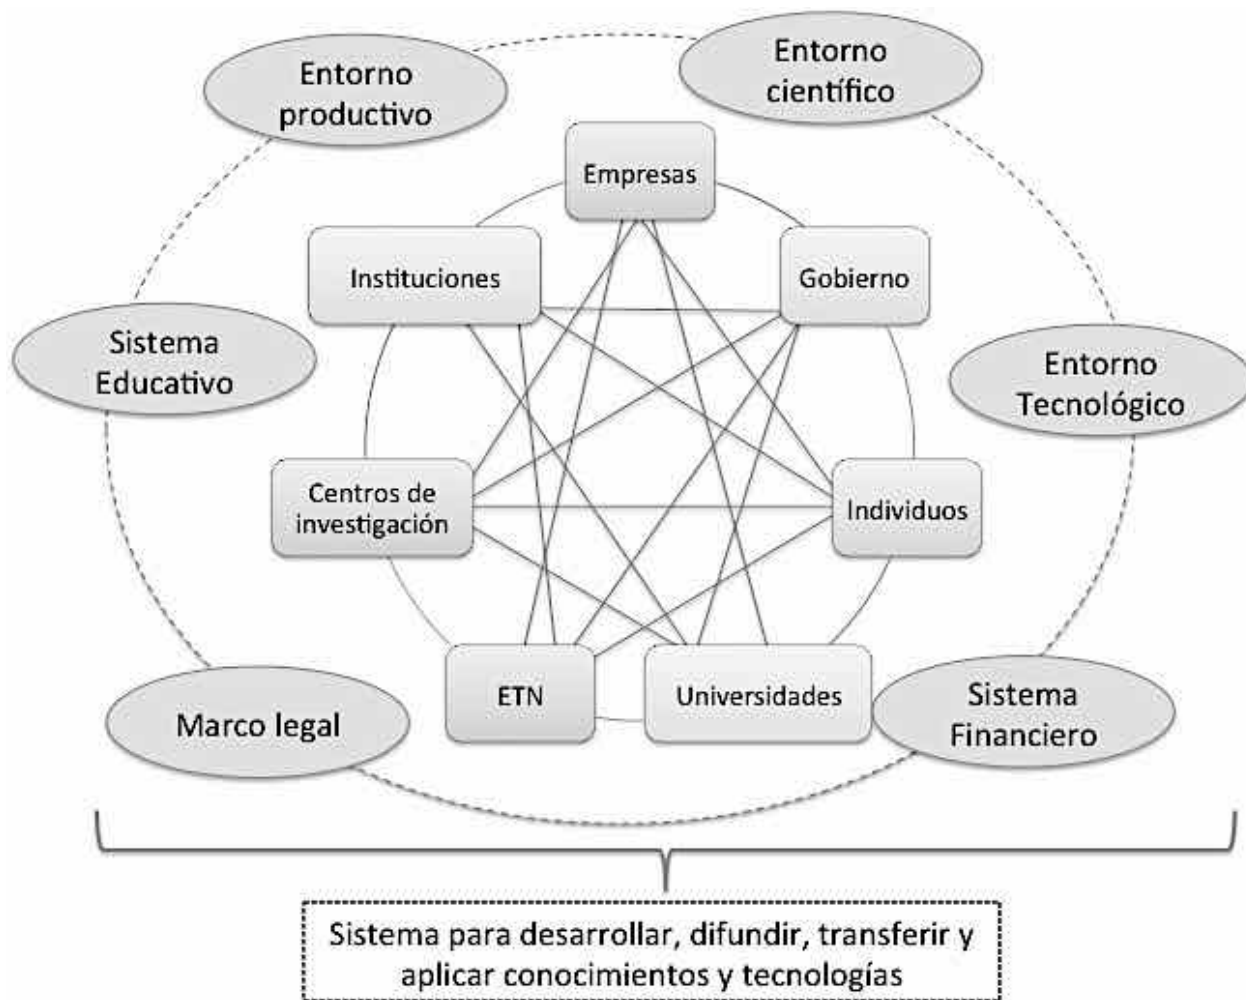 Entorno
productivo
Entorno
científico
Empresas
Instituciones
Gobierno
Sistema
Educativo
Entorno
Tecnológico
Centros de
investigación
Individuos
ETN
Universidades
Marco legal
Sistema
Financiero
Sistema para desarrollar, difundir, transferir y
aplicar conocimientos y tecnologías